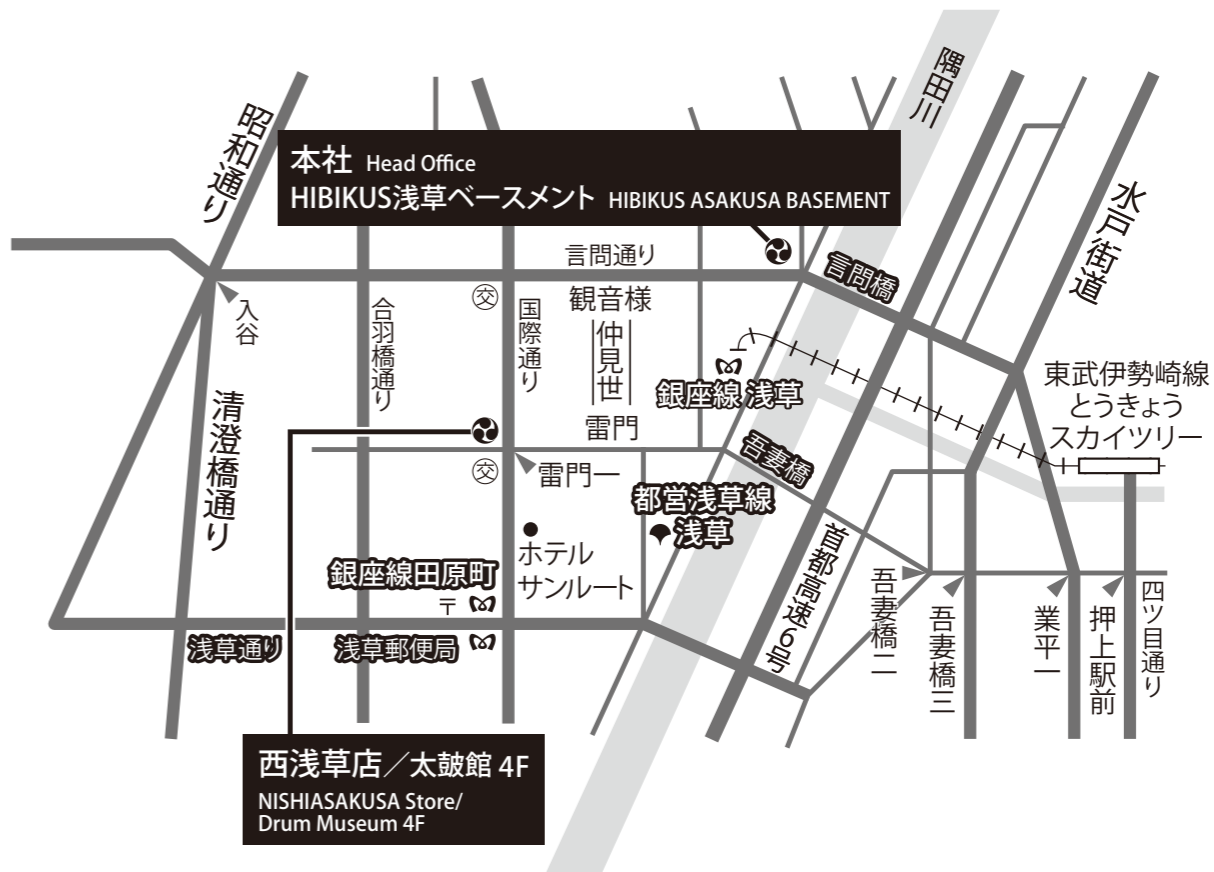 隅田川
昭和通り
本社 Head Office
HIBIKUS浅草ベースメント HIBIKUS ASAKUSA BASEMENT
水戸街道
言問通り
言問橋
入谷
合羽橋通り
交
国際通り
観音様
仲見世
銀座線 浅草
雷門
東武伊勢崎線
とうきょう
スカイツリー
清澄橋通り
吾妻橋
交
雷門一
都営浅草線
浅草
ホテル
サンルート
首都高速6号
銀座線田原町
〒
吾妻橋二
吾妻橋三
業平一
押上駅前
四ツ目通り
浅草通り
浅草郵便局
西浅草店／太鼓館 4F
NISHIASAKUSA Store/
Drum Museum 4F